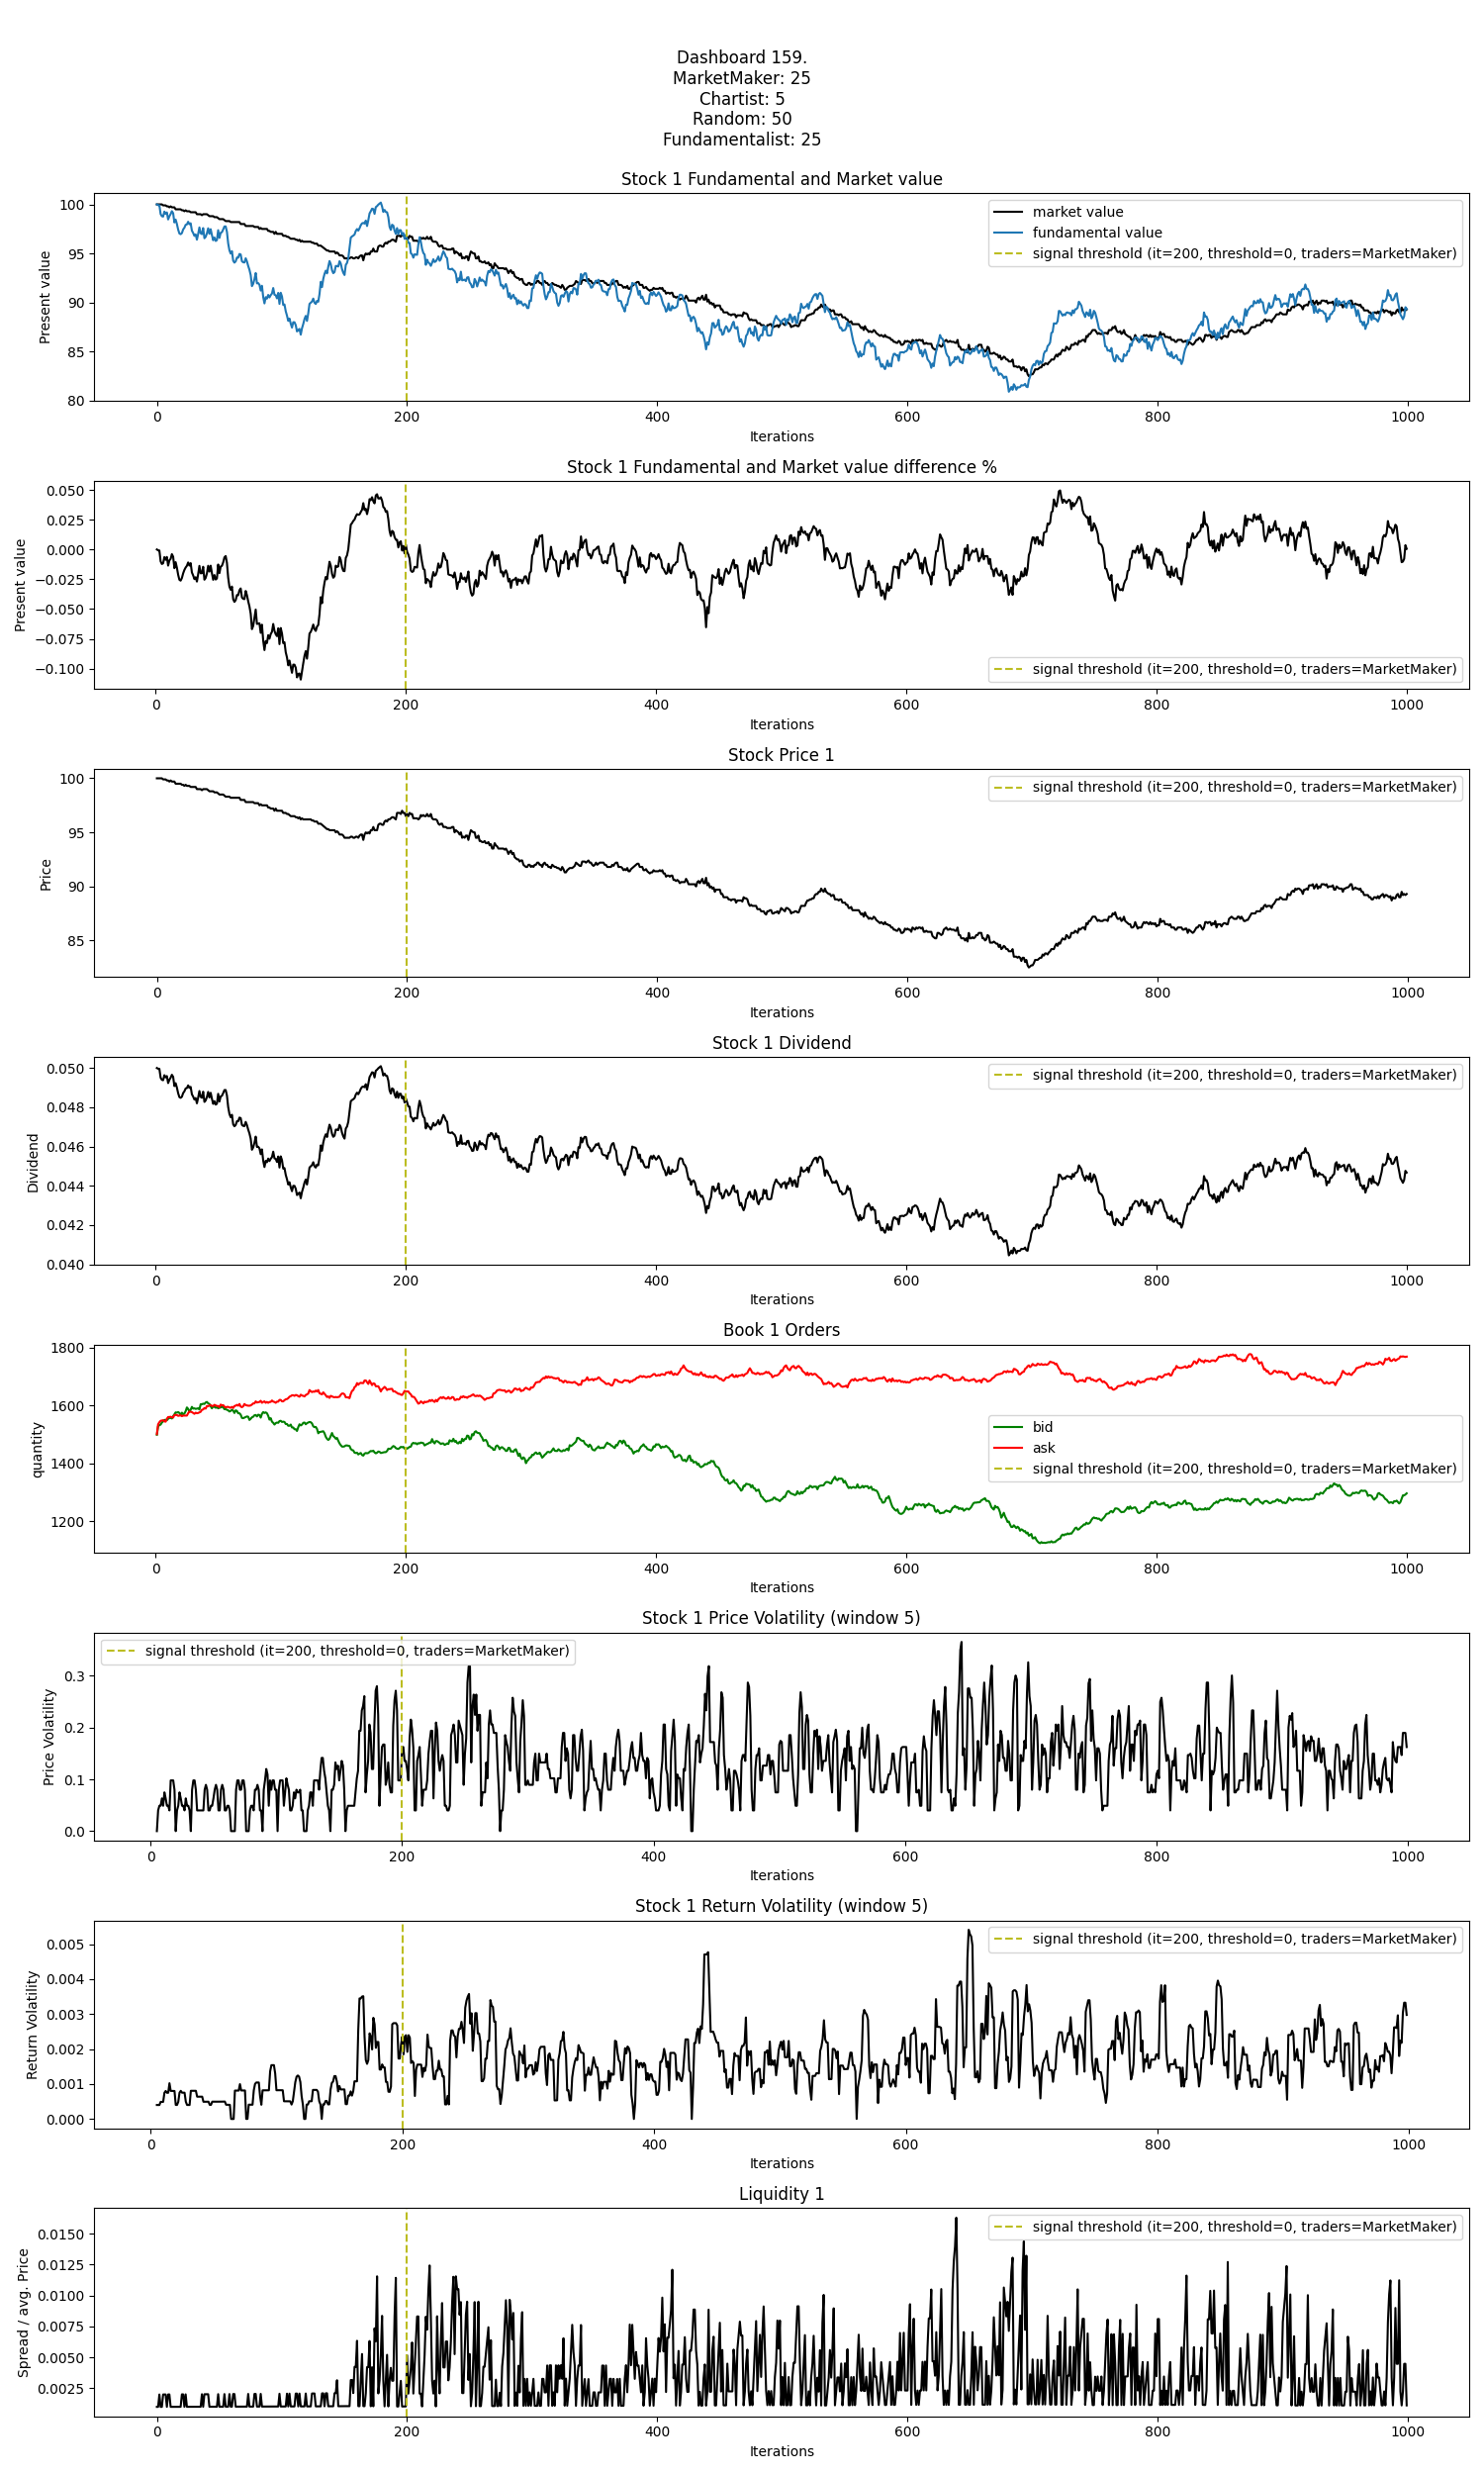 Dashboard 159.
MarketMaker: 25
Chartist: 5
Random: 50
Fundamentalist: 25
Stock 1 Fundamental and Market value
100
95
90
85
80
Present value
market value
fundamental value
signal threshold (it=200, threshold=0, traders=MarketMaker)
0 200 400 600 800 1000
Iterations
Stock 1 Fundamental and Market value difference %
0.050
0.025
0.000
−0.025
−0.050
−0.075
−0.100
Present value
signal threshold (it=200, threshold=0, traders=MarketMaker)
0 200 400 600 800 1000
Iterations
Stock Price 1
100
95
90
85
Price
signal threshold (it=200, threshold=0, traders=MarketMaker)
0 200 400 600 800 1000
Iterations
Stock 1 Dividend
0.050
0.048
0.046
0.044
0.042
0.040
Dividend
signal threshold (it=200, threshold=0, traders=MarketMaker)
0 200 400 600 800 1000
Iterations
Book 1 Orders
1800
1600
1400
1200
quantity
bid
ask
signal threshold (it=200, threshold=0, traders=MarketMaker)
0 200 400 600 800 1000
Iterations
Stock 1 Price Volatility (window 5)
0.3
0.2
0.1
0.0
Price Volatility
signal threshold (it=200, threshold=0, traders=MarketMaker)
0 200 400 600 800 1000
Iterations
Stock 1 Return Volatility (window 5)
0.005
0.004
0.003
0.002
0.001
0.000
Return Volatility
signal threshold (it=200, threshold=0, traders=MarketMaker)
0 200 400 600 800 1000
Iterations
Liquidity 1
0.0150
0.0125
0.0100
0.0075
0.0050
0.0025
Spread / avg. Price
signal threshold (it=200, threshold=0, traders=MarketMaker)
0 200 400 600 800 1000
Iterations